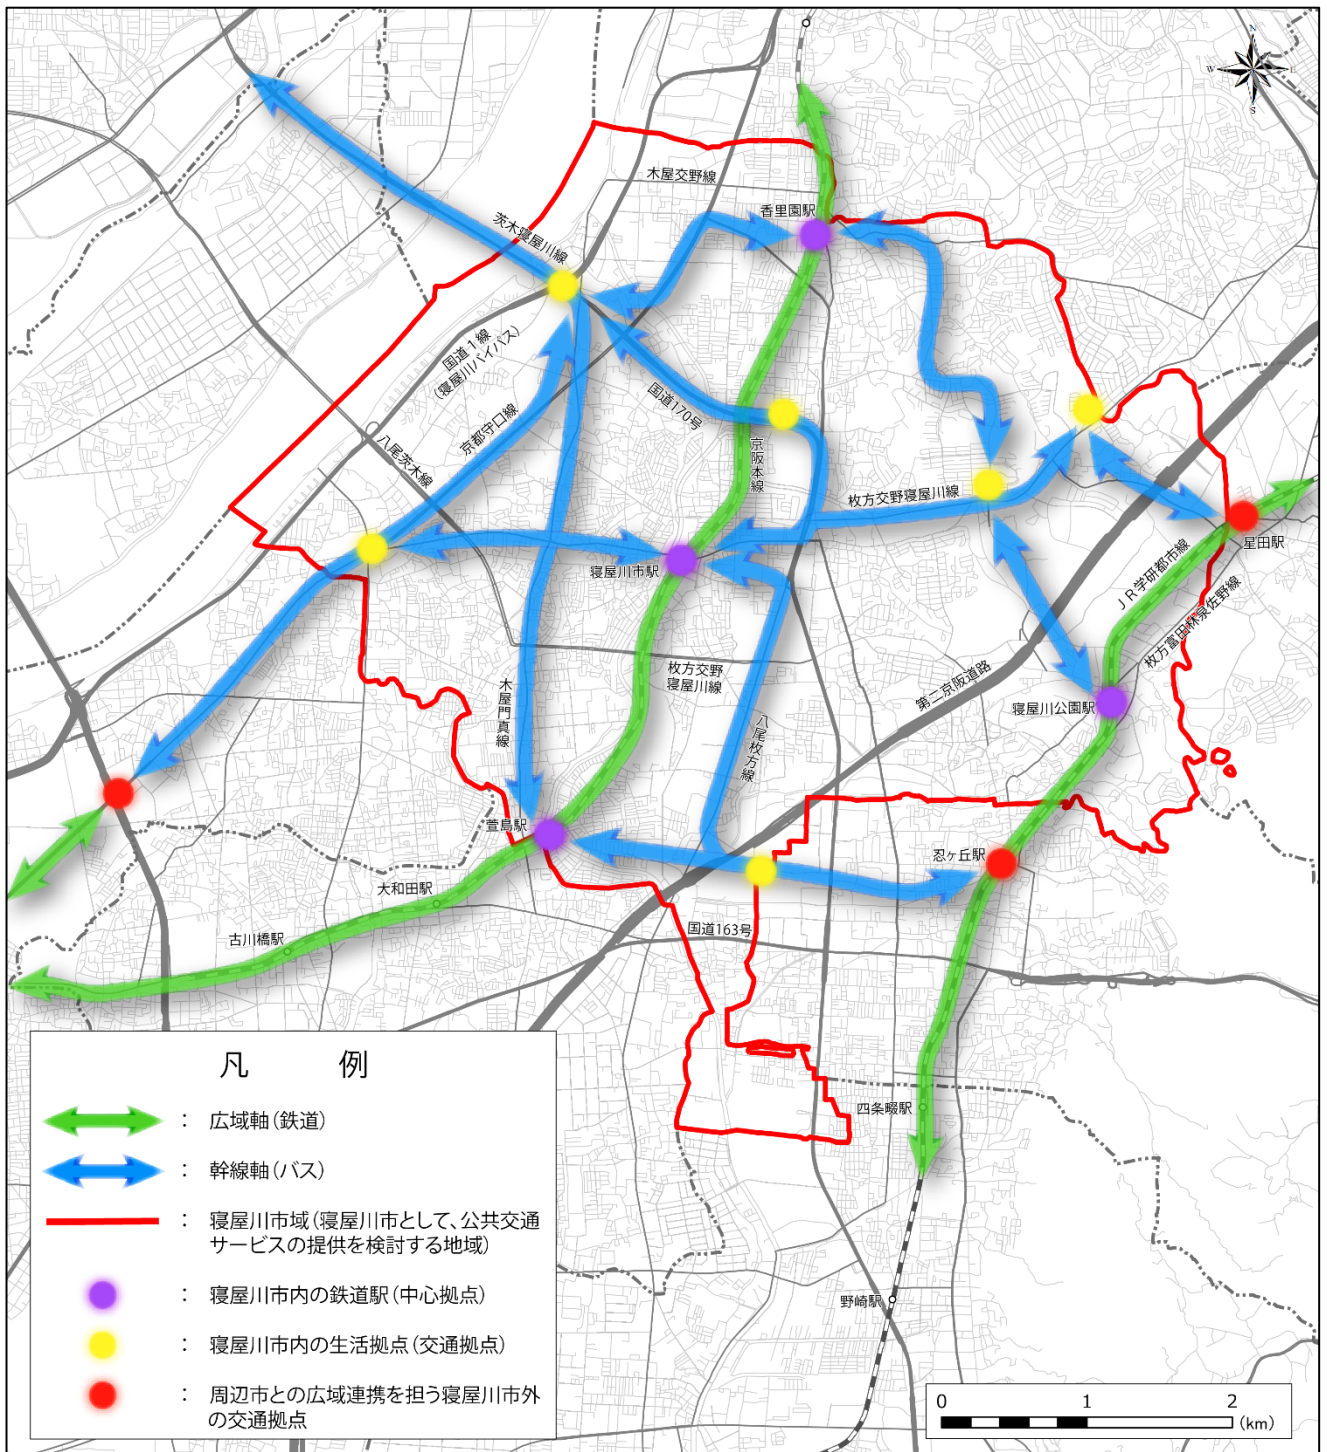 N
W
E
S
木屋交野線
香里園駅
茨木寝屋川線
国道1線
(寝屋川バイパス)
京都守口線
八尾茨木線
国道170号
京阪本線
枚方交野寝屋川線
寝屋川市駅
星田駅
JR学研都市線
枚方富田林泉佐野線
枚方交野
寝屋川線
木屋門真線
八尾枚方線
第二京阪道路
寝屋川公園駅
萱島駅
忍ヶ丘駅
大和田駅
古川橋駅
国道163号
四条畷駅
野崎駅
凡 例
: 広域軸(鉄道)
: 幹線軸(バス)
: 寝屋川市域(寝屋川市として、公共交通
サービスの提供を検討する地域)
: 寝屋川市内の鉄道駅(中心拠点)
: 寝屋川市内の生活拠点(交通拠点)
: 周辺市との広域連携を担う寝屋川市外
の交通拠点
0 1 2
(km)